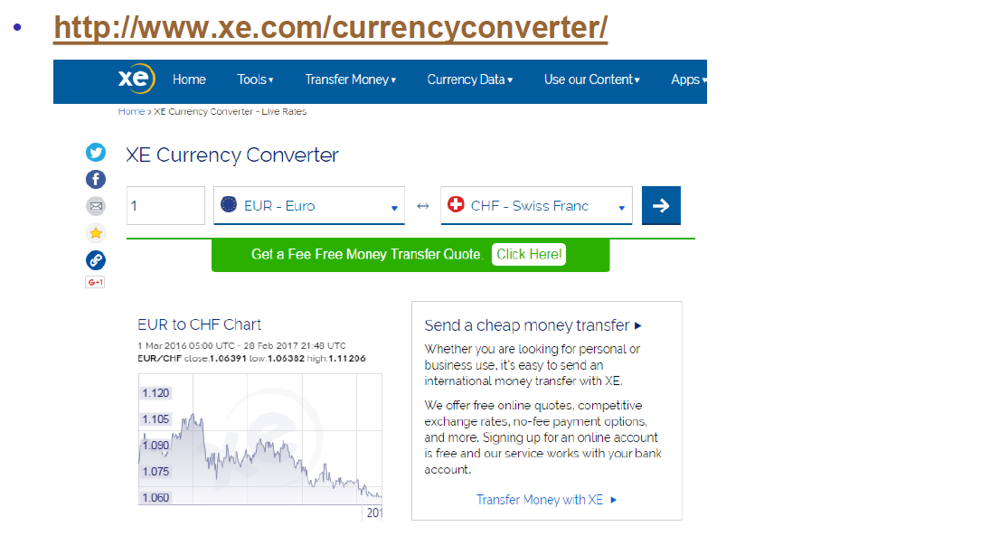 • http://www.xe.com/currencyconverter/
xe Home Tools▾ Transfer Money▾ Currency Data▾ Use our Content▾ Apps▾
Home > XE Currency Converter - Live Rates
XE Currency Converter
1 EUR - Euro ↔ CHF - Swiss Franc
Get a Fee Free Money Transfer Quote. Click Here!
G+1
EUR to CHF Chart
1 Mar 2016 05:00 UTC - 28 Feb 2017 21:48 UTC
EUR/CHF close:1.06391 low:1.06382 high:1.11206
1.120
1.105
1.090
1.075
1.060
201
xe
Send a cheap money transfer ▸
Whether you are looking for personal or
business use, it's easy to send an
international money transfer with XE.
We offer free online quotes, competitive
exchange rates, no-fee payment options,
and more. Signing up for an online account
is free and our service works with your bank
account.
Transfer Money with XE ▸